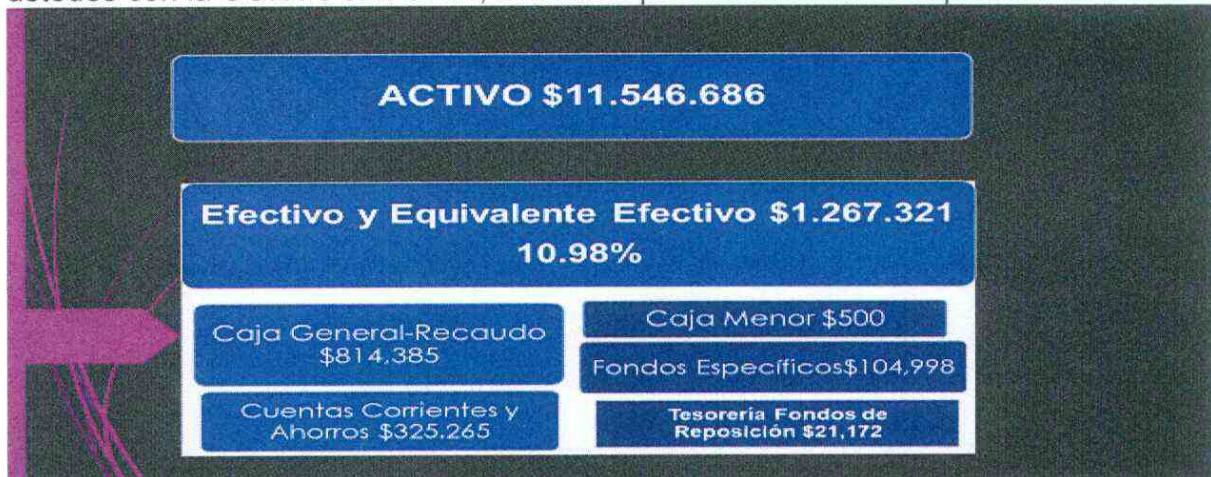 ACTIVO $11.546.686
Efectivo y Equivalente Efectivo $1.267.321
10.98%
Caja General-Recaudo
$814,385
Caja Menor $500
Fondos Específicos$104,998
Cuentas Corrientes y
Ahorros $325.265
Tesorería Fondos de
Reposición $21,172